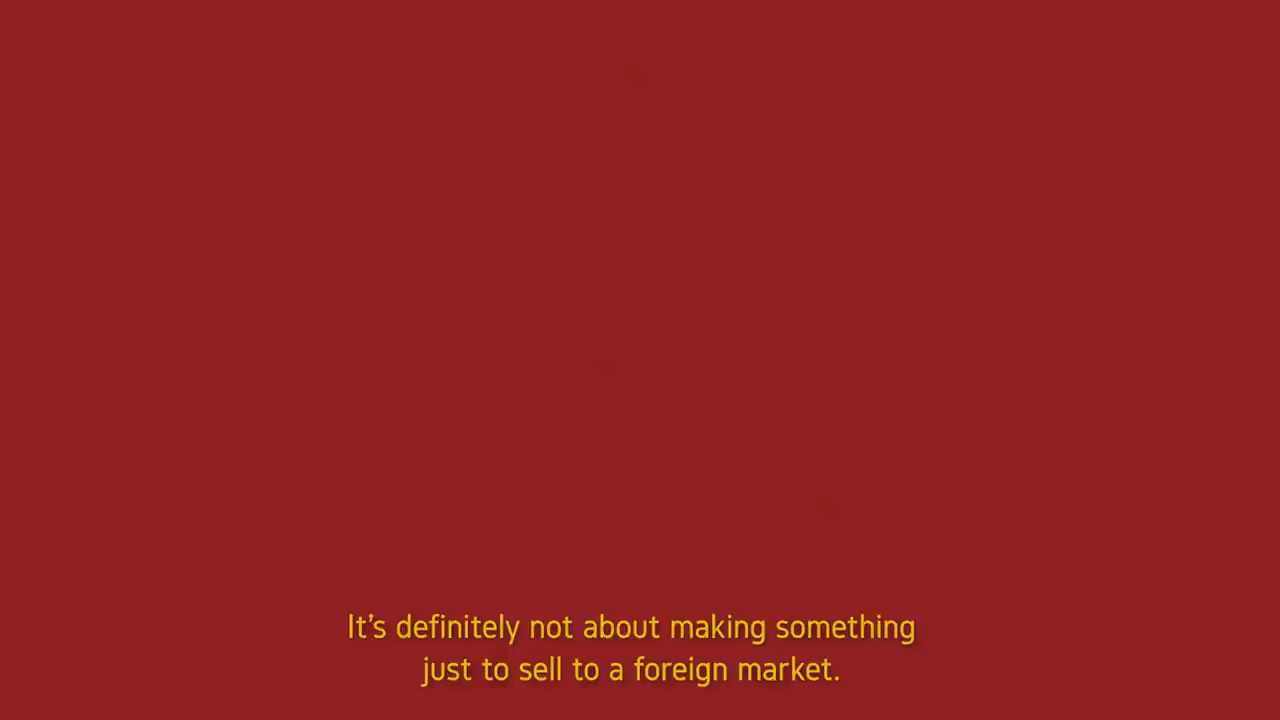 It’s definitely not about making something
just to sell to a foreign market.